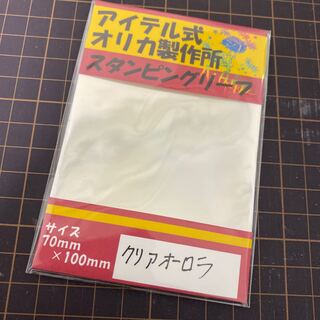 アイテル式
オリカ製作所
スタンピングリーフ
サイズ
70mm
×100mm
クリアオーロラ